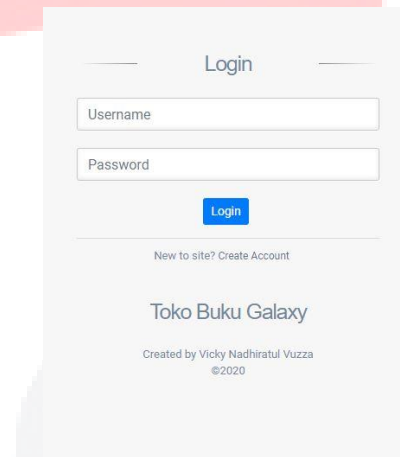 Login
Username
Password
Login
New to site? Create Account
Toko Buku Galaxy
Created by Vicky Nadhiratul Vuzza
©2020